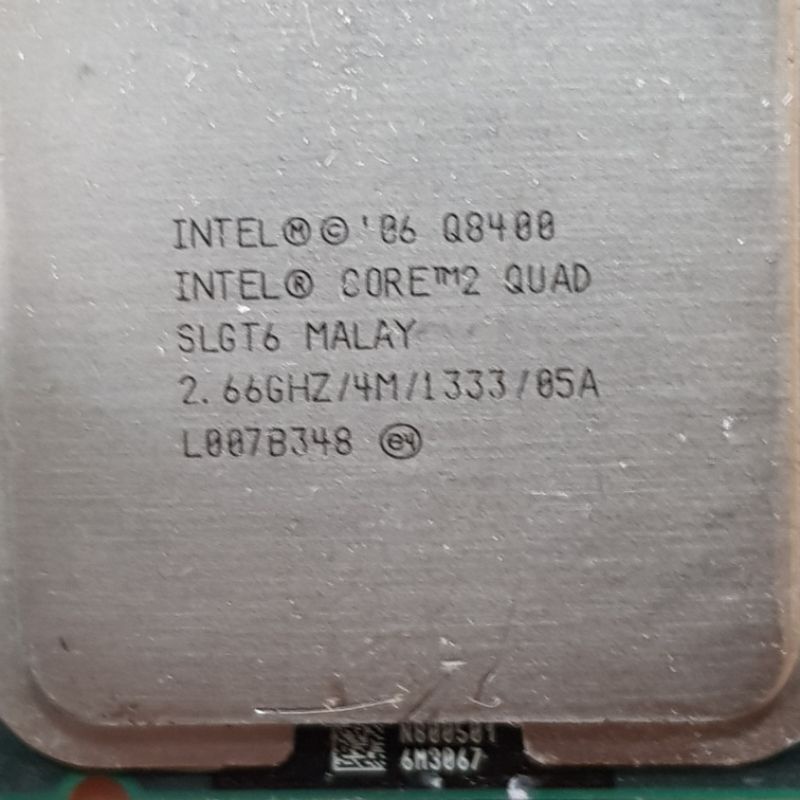 INTEL®©'06 Q8400
INTEL® CORE™2 QUAD
SLGT6 MALAY
2.66GHZ/4M/1333/05A
L007B348 e4
6M3067